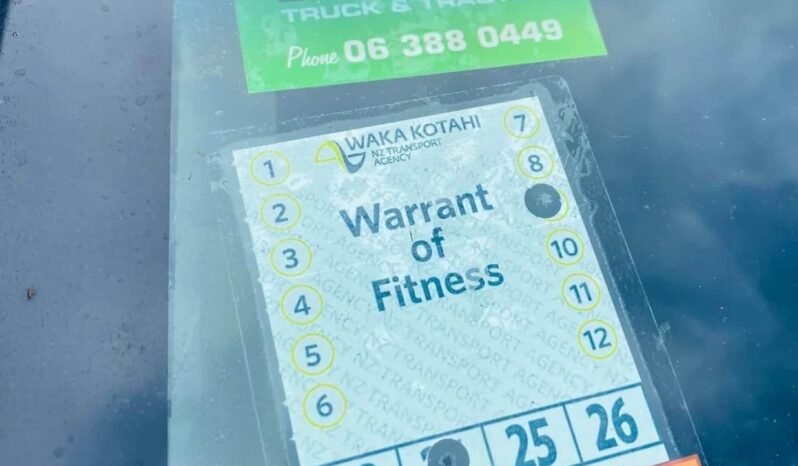 TRUCK &
Phone 06 388 0449
WAKA KOTAHI
NZ TRANSPORT
AGENCY
1
2
3
4
5
6
7
8
10
11
12
Warrant
of
Fitness
25 26